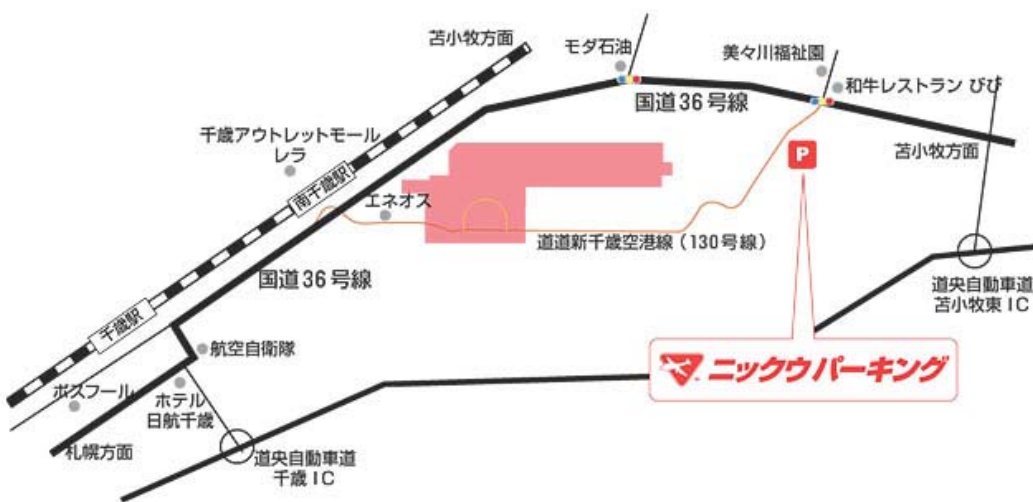 苫小牧方面
モダ石油
美々川福祉園
和牛レストラン びび
国道36号線
苫小牧方面
千歳アウトレットモール
レラ
南千歳駅
エネオス
P
道道新千歳空港線（130号線）
国道36号線
道央自動車道
苫小牧東IC
千歳駅
航空自衛隊
ニックウパーキング
ポスフール
ホテル
日航千歳
札幌方面
道央自動車道
千歳IC